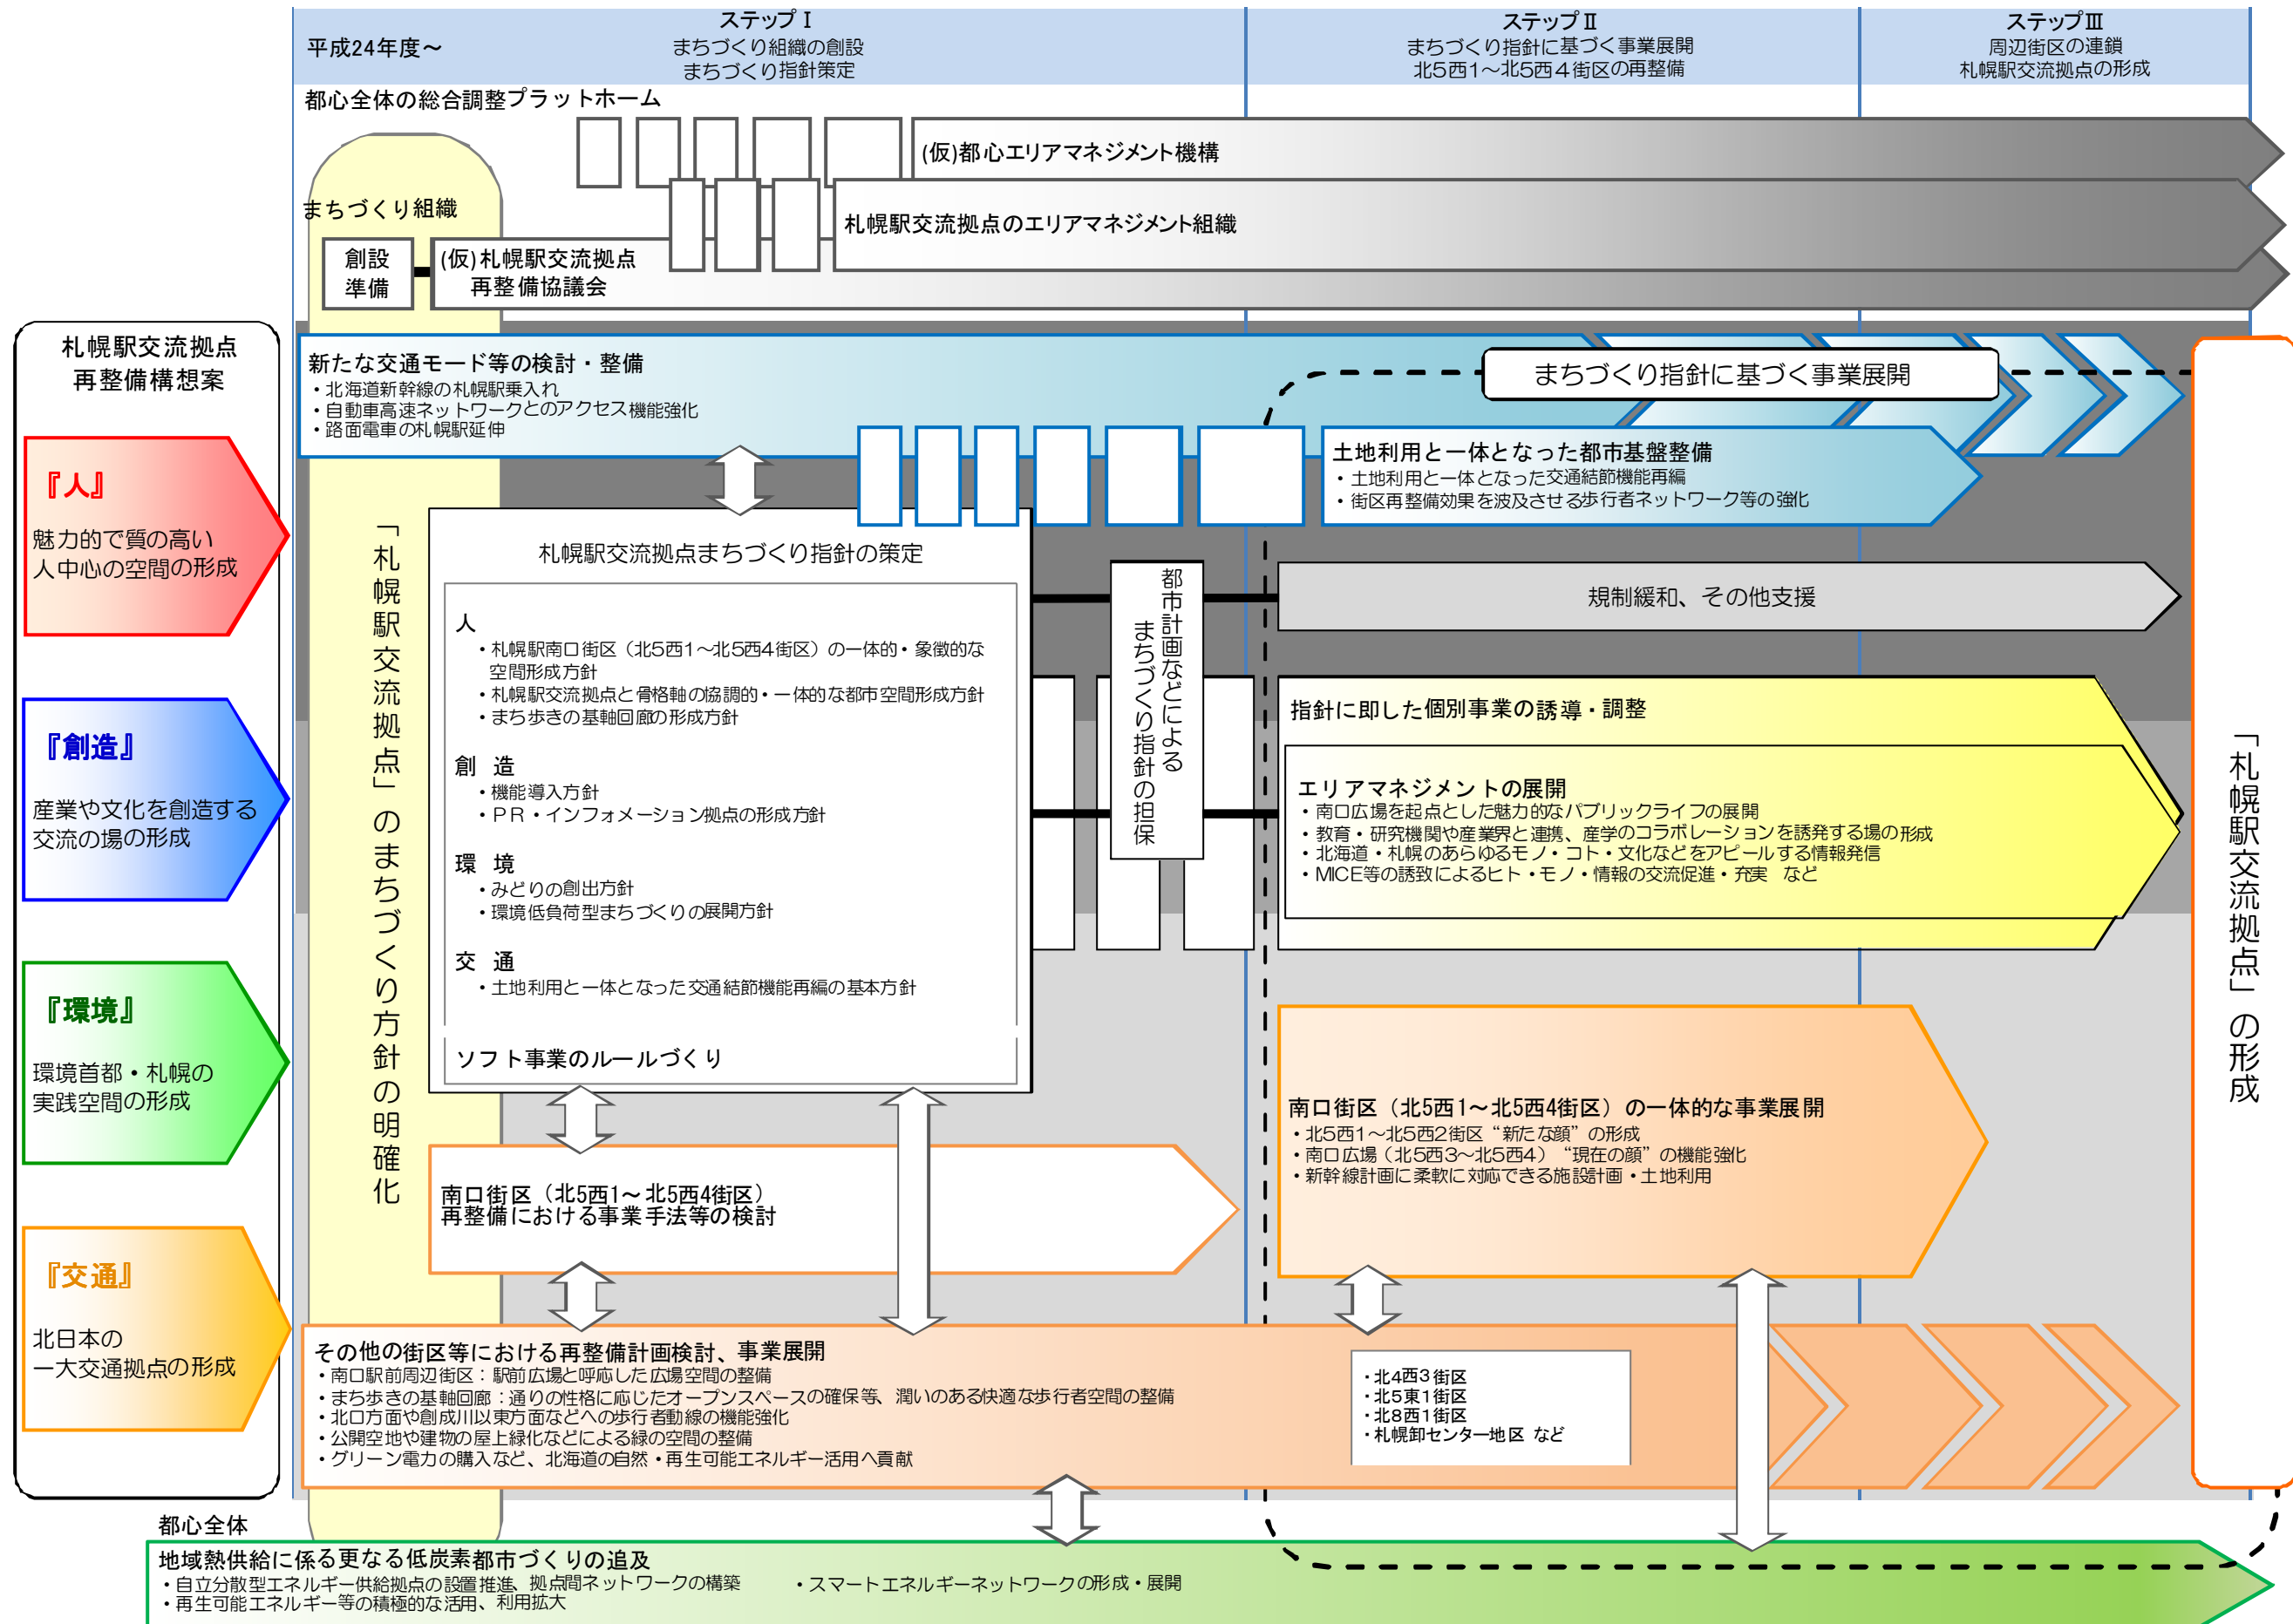 平成24年度～
ステップⅠ
まちづくり組織の創設
まちづくり指針策定
ステップⅡ
まちづくり指針に基づく事業展開
北5西1～北5西4街区の再整備
ステップⅢ
周辺街区の連鎖
札幌駅交流拠点の形成
都心全体の総合調整プラットホーム
(仮)都心エリアマネジメント機構
まちづくり組織
札幌駅交流拠点のエリアマネジメント組織
創設
準備
(仮)札幌駅交流拠点
再整備協議会
札幌駅交流拠点
再整備構想案
『人』
魅力的で質の高い
人中心の空間の形成
『創造』
産業や文化を創造する
交流の場の形成
『環境』
環境首都・札幌の
実践空間の形成
『交通』
北日本の
一大交通拠点の形成
「札幌駅交流拠点」のまちづくり方針の明確化
新たな交通モード等の検討・整備
・北海道新幹線の札幌駅乗入れ
・自動車高速ネットワークとのアクセス機能強化
・路面電車の札幌駅延伸
まちづくり指針に基づく事業展開
土地利用と一体となった都市基盤整備
・土地利用と一体となった交通結節機能再編
・街区再整備効果を波及させる歩行者ネットワーク等の強化
札幌駅交流拠点まちづくり指針の策定
人
・札幌駅南口街区（北5西1～北5西4街区）の一体的・象徴的な
空間形成方針
・札幌駅交流拠点と骨格軸の協調的・一体的な都市空間形成方針
・まち歩きの基軸回廊の形成方針
創 造
・機能導入方針
・ＰＲ・インフォメーション拠点の形成方針
環 境
・みどりの創出方針
・環境低負荷型まちづくりの展開方針
交 通
・土地利用と一体となった交通結節機能再編の基本方針
ソフト事業のルールづくり
都市計画などによる
まちづくり指針の担保
規制緩和、その他支援
指針に即した個別事業の誘導・調整
エリアマネジメントの展開
・南口広場を起点とした魅力的なパブリックライフの展開
・教育・研究機関や産業界と連携、産学のコラボレーションを誘発する場の形成
・北海道・札幌のあらゆるモノ・コト・文化などをアピールする情報発信
・MICE等の誘致によるヒト・モノ・情報の交流促進・充実 など
南口街区（北5西1～北5西4街区）の一体的な事業展開
・北5西1～北5西2街区“新たな顔”の形成
・南口広場（北5西3～北5西4）“現在の顔”の機能強化
・新幹線計画に柔軟に対応できる施設計画・土地利用
南口街区（北5西1～北5西4街区）
再整備における事業手法等の検討
その他の街区等における再整備計画検討、事業展開
・南口駅前周辺街区：駅前広場と呼応した広場空間の整備
・まち歩きの基軸回廊：通りの性格に応じたオープンスペースの確保等、潤いのある快適な歩行者空間の整備
・北口方面や創成川以東方面などへの歩行者動線の機能強化
・公開空地や建物の屋上緑化などによる緑の空間の整備
・グリーン電力の購入など、北海道の自然・再生可能エネルギー活用へ貢献
・北4西3街区
・北5東1街区
・北8西1街区
・札幌卸センター地区 など
「札幌駅交流拠点」の形成
都心全体
地域熱供給に係る更なる低炭素都市づくりの追及
・自立分散型エネルギー供給拠点の設置推進、拠点間ネットワークの構築
・スマートエネルギーネットワークの形成・展開
・再生可能エネルギー等の積極的な活用、利用拡大